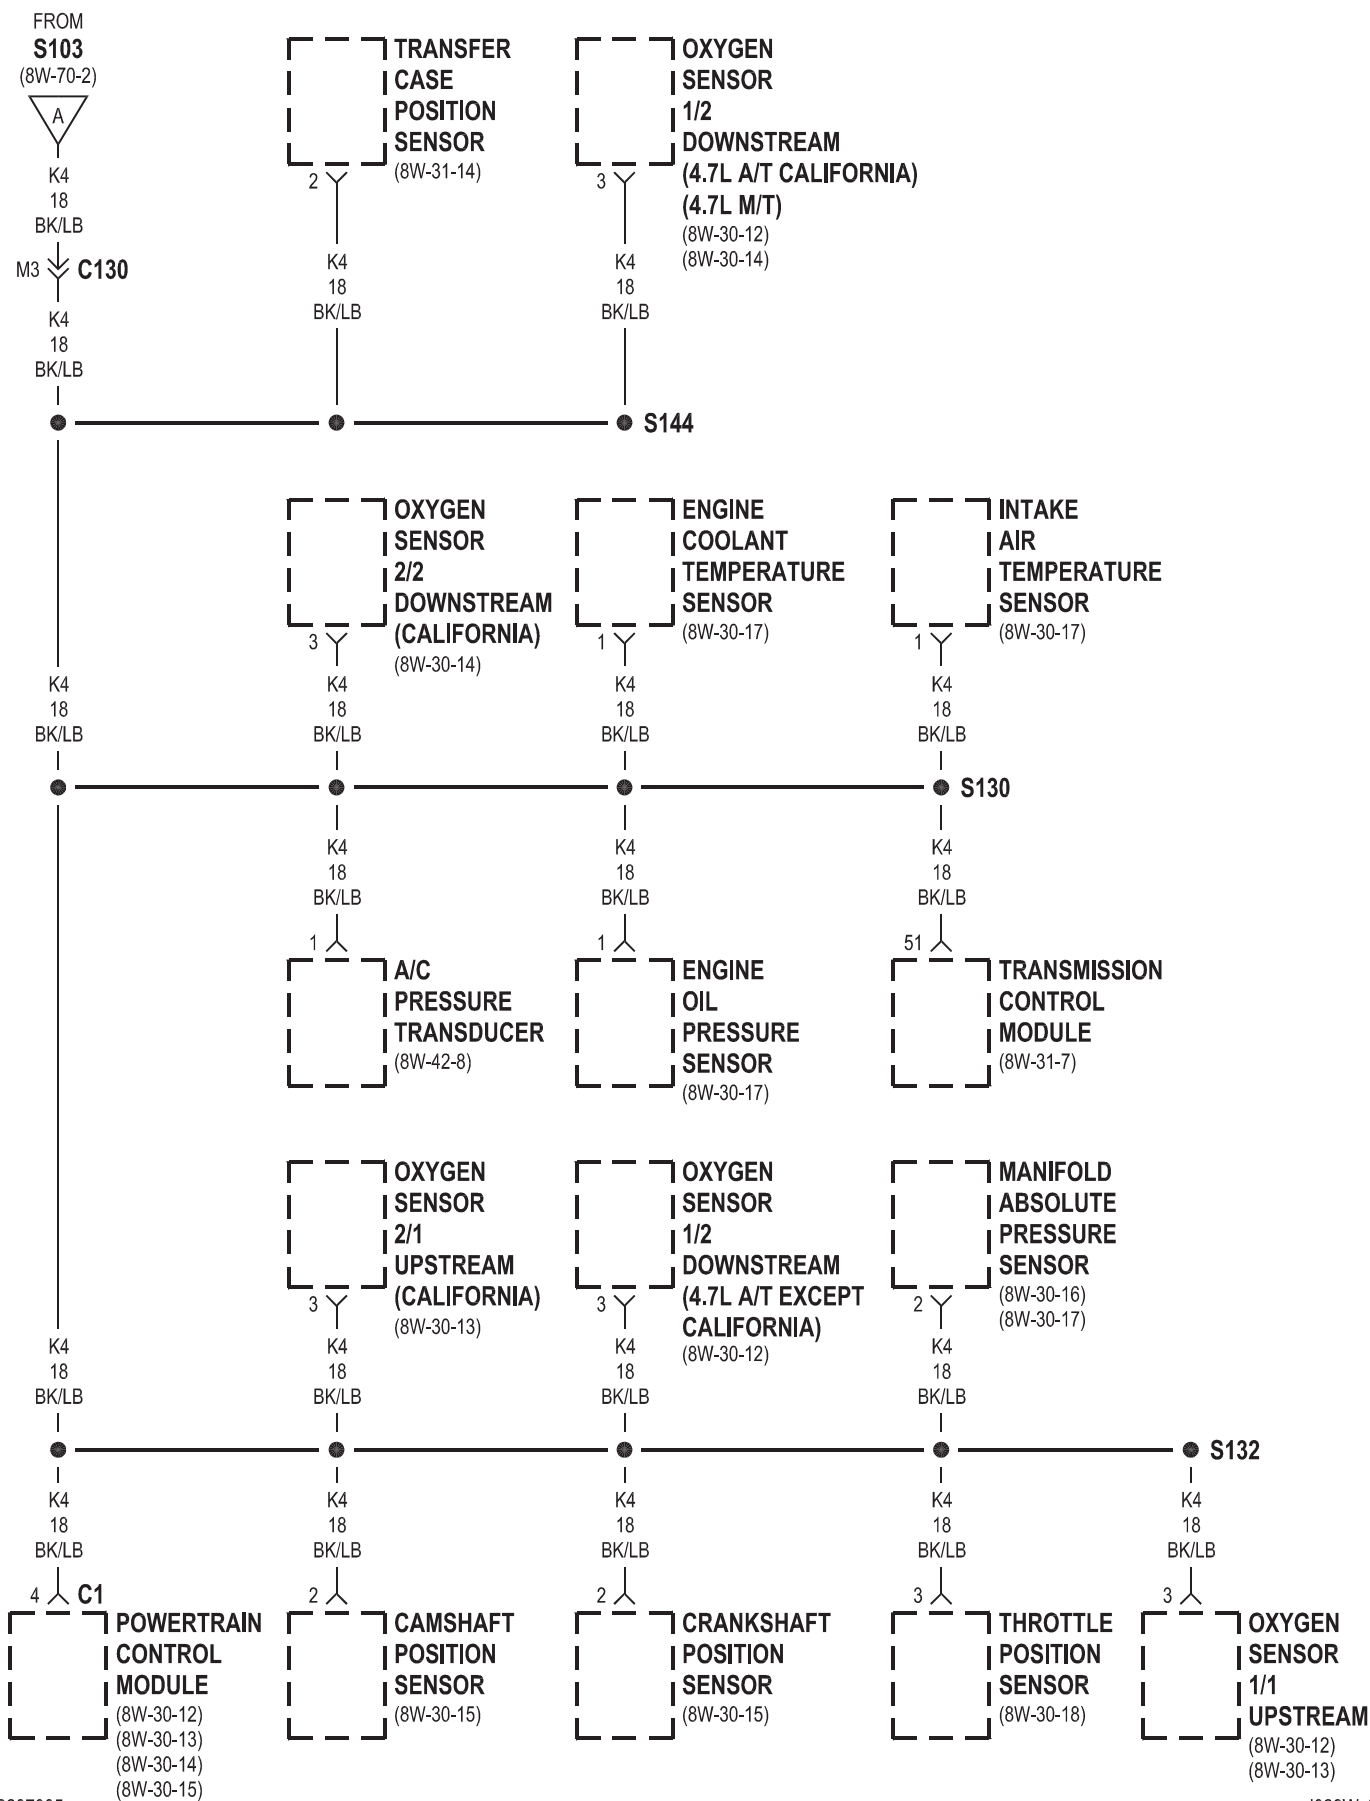 FROM
S103
(8W-70-2)
A
K4
18
BK/LB
M3
C130
K4
18
BK/LB
TRANSFER
CASE
POSITION
SENSOR
(8W-31-14)
2
K4
18
BK/LB
OXYGEN
SENSOR
1/2
DOWNSTREAM
(4.7L A/T CALIFORNIA)
(4.7L M/T)
(8W-30-12)
(8W-30-14)
3
K4
18
BK/LB
S144
K4
18
BK/LB
OXYGEN
SENSOR
2/2
DOWNSTREAM
(CALIFORNIA)
(8W-30-14)
3
K4
18
BK/LB
ENGINE
COOLANT
TEMPERATURE
SENSOR
(8W-30-17)
1
K4
18
BK/LB
INTAKE
AIR
TEMPERATURE
SENSOR
(8W-30-17)
1
K4
18
BK/LB
S130
K4
18
BK/LB
1
A/C
PRESSURE
TRANSDUCER
(8W-42-8)
K4
18
BK/LB
1
ENGINE
OIL
PRESSURE
SENSOR
(8W-30-17)
K4
18
BK/LB
51
TRANSMISSION
CONTROL
MODULE
(8W-31-7)
K4
18
BK/LB
OXYGEN
SENSOR
2/1
UPSTREAM
(CALIFORNIA)
(8W-30-13)
3
K4
18
BK/LB
OXYGEN
SENSOR
1/2
DOWNSTREAM
(4.7L A/T EXCEPT
CALIFORNIA)
(8W-30-12)
3
K4
18
BK/LB
MANIFOLD
ABSOLUTE
PRESSURE
SENSOR
(8W-30-16)
(8W-30-17)
2
K4
18
BK/LB
S132
K4
18
BK/LB
4
C1
POWERTRAIN
CONTROL
MODULE
(8W-30-12)
(8W-30-13)
(8W-30-14)
(8W-30-15)
K4
18
BK/LB
2
CAMSHAFT
POSITION
SENSOR
(8W-30-15)
K4
18
BK/LB
2
CRANKSHAFT
POSITION
SENSOR
(8W-30-15)
K4
18
BK/LB
3
THROTTLE
POSITION
SENSOR
(8W-30-18)
K4
18
BK/LB
3
OXYGEN
SENSOR
1/1
UPSTREAM
(8W-30-12)
(8W-30-13)